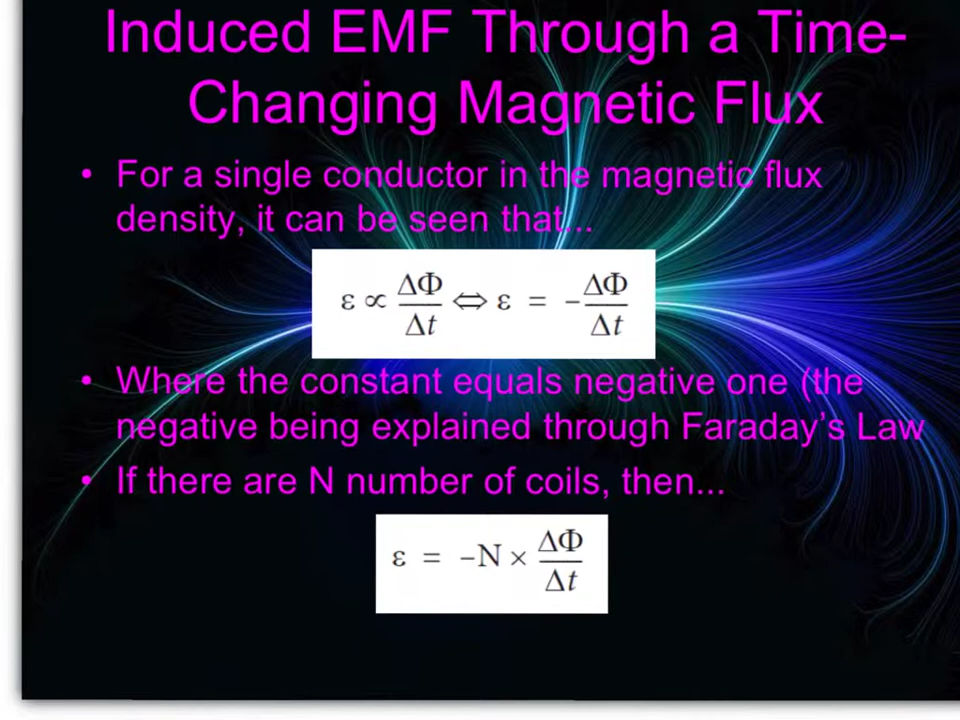 Induced EMF Through a Time-
Changing Magnetic Flux
• For a single conductor in the magnetic flux
density, it can be seen that...
ε ∝ ΔΦ/Δt ⇔ ε = -ΔΦ/Δt
• Where the constant equals negative one (the
negative being explained through Faraday's Law
• If there are N number of coils, then...
ε = -N × ΔΦ/Δt